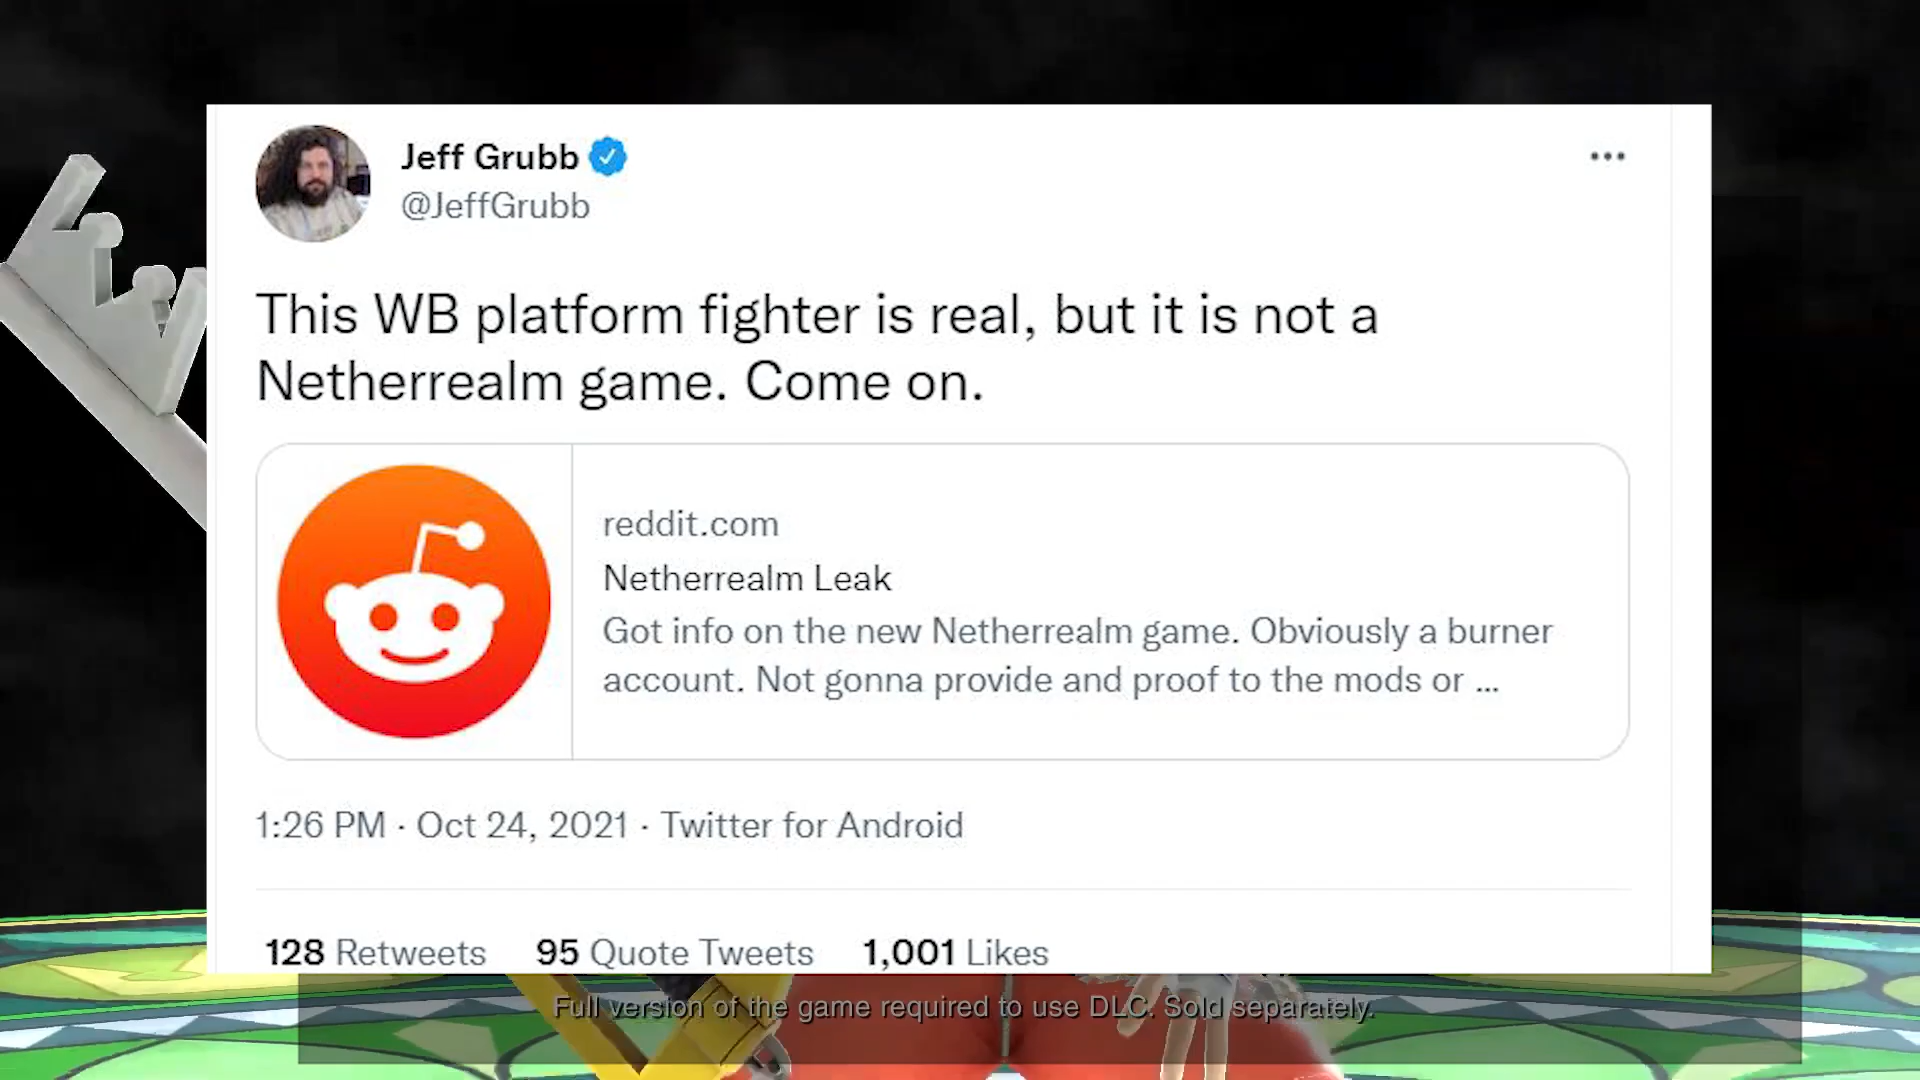 Jeff Grubb
@JeffGrubb
This WB platform fighter is real, but it is not a
Netherrealm game. Come on.
reddit.com
Netherrealm Leak
Got info on the new Netherrealm game. Obviously a burner
account. Not gonna provide and proof to the mods or ...
1:26 PM · Oct 24, 2021 · Twitter for Android
128 Retweets 95 Quote Tweets 1,001 Likes
Full version of the game required to use DLC. Sold separately.